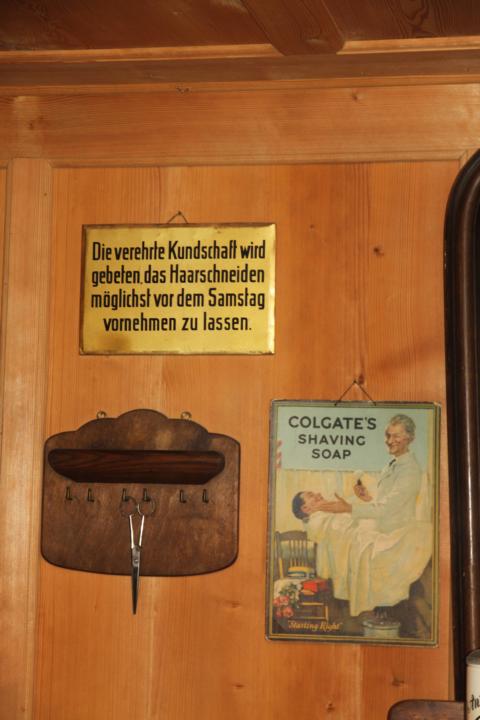 Die verehrte Kundschaft wird
gebeten, das Haarschneiden
möglichst vor dem Samstag
vornehmen zu lassen.
COLGATE'S
SHAVING
SOAP
"Starting Right"